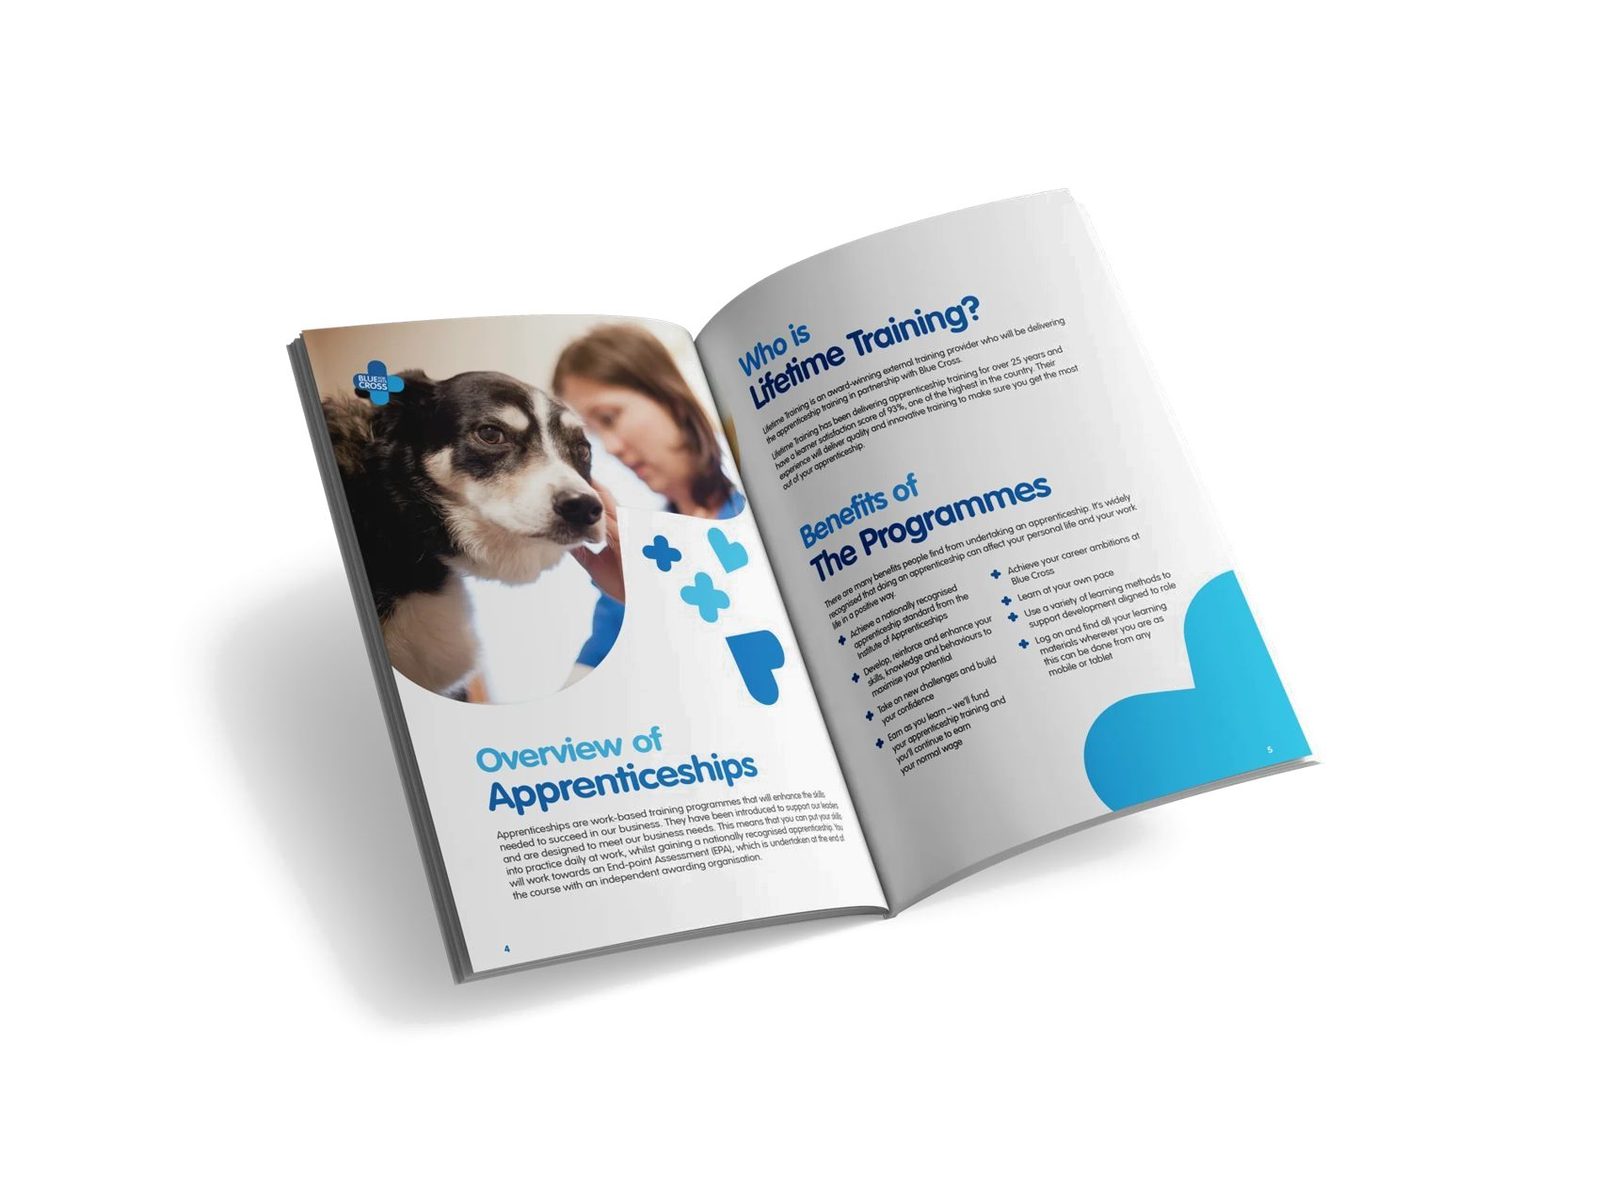 BLUE
CROSS
Overview of
Apprenticeships
Apprenticeships are work-based training programmes that will enhance the skills
needed to succeed in our business. They have been introduced to support our leaders
and are designed to meet our business needs. This means that you can put your skills
into practice daily at work, whilst gaining a nationally recognised apprenticeship. You
will work towards an End-point Assessment (EPA), which is undertaken at the end of
the course with an independent awarding organisation.
4
Who is
Lifetime Training?
Lifetime Training is an award-winning external training provider who will be delivering
the apprenticeship training in partnership with Blue Cross.
Lifetime Training has been delivering apprenticeship training for over 25 years and
have a learner satisfaction score of 93%, one of the highest in the country. Their
experience will deliver quality and innovative training to make sure you get the most
out of your apprenticeship.
Benefits of
The Programmes
There are many benefits people find from undertaking an apprenticeship. It's widely
recognised that doing an apprenticeship can affect your personal life and your work
life in a positive way.
Achieve a nationally recognised
apprenticeship standard from the
Institute of Apprenticeships
Develop, reinforce and enhance your
skills, knowledge and behaviours to
maximise your potential
Take on new challenges and build
your confidence
Earn as you learn – we'll fund
your apprenticeship training and
you'll continue to earn
your normal wage
Achieve your career ambitions at
Blue Cross
Learn at your own pace
Use a variety of learning methods to
support development aligned to role
Log on and find all your learning
materials wherever you are as
this can be done from any
mobile or tablet
5